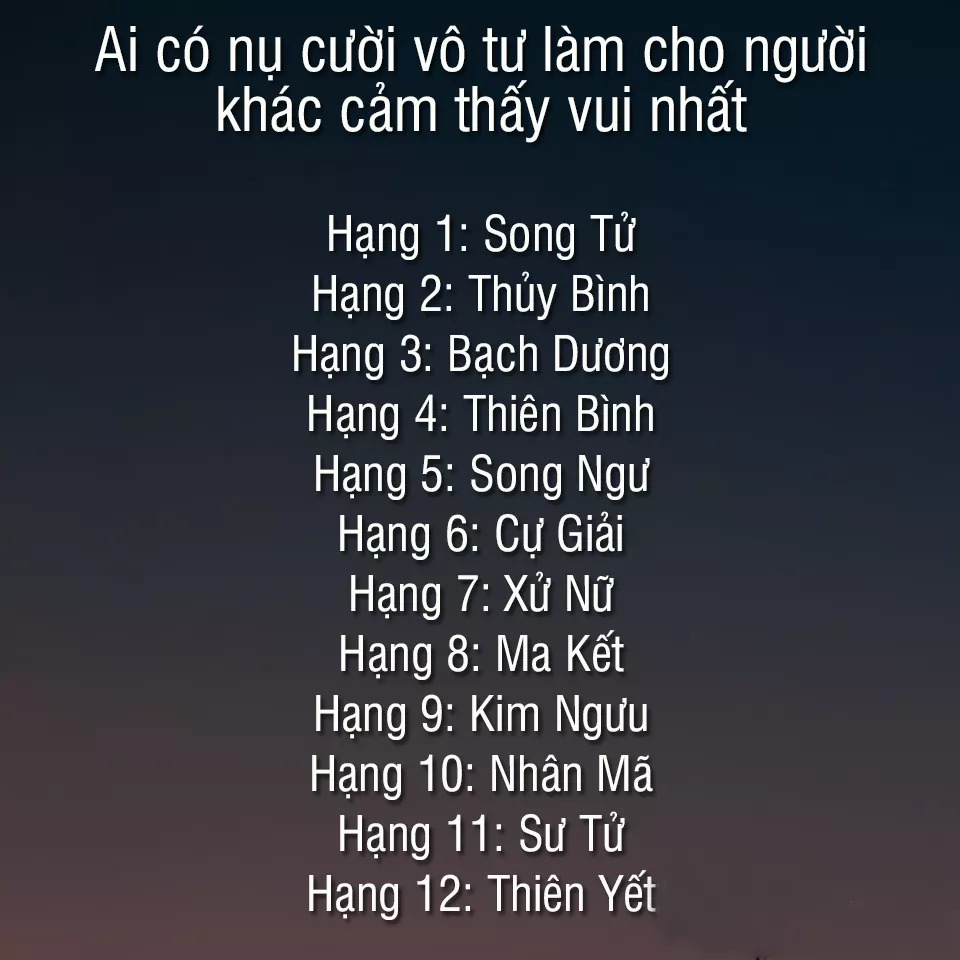 Ai có nụ cười vô tư làm cho người
khác cảm thấy vui nhất
Hạng 1: Song Tử
Hạng 2: Thủy Bình
Hạng 3: Bạch Dương
Hạng 4: Thiên Bình
Hạng 5: Song Ngư
Hạng 6: Cự Giải
Hạng 7: Xử Nữ
Hạng 8: Ma Kết
Hạng 9: Kim Ngưu
Hạng 10: Nhân Mã
Hạng 11: Sư Tử
Hạng 12: Thiên Yết